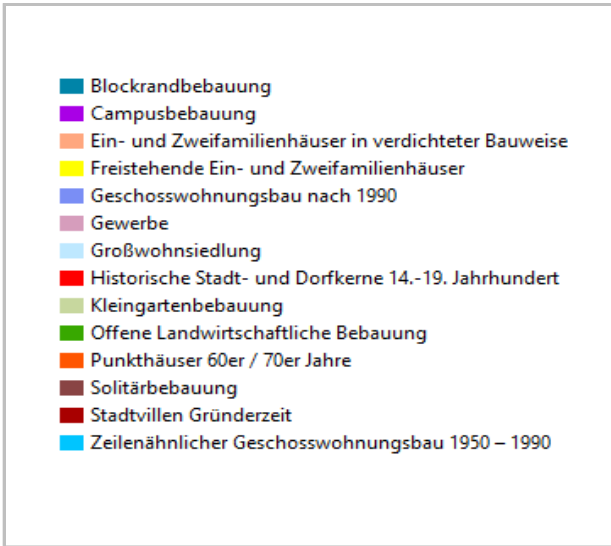 Blockrandbebauung
Campusbebauung
Ein- und Zweifamilienhäuser in verdichteter Bauweise
Freistehende Ein- und Zweifamilienhäuser
Geschosswohnungsbau nach 1990
Gewerbe
Großwohnsiedlung
Historische Stadt- und Dorfkerne 14.-19. Jahrhundert
Kleingartenbebauung
Offene Landwirtschaftliche Bebauung
Punkthäuser 60er / 70er Jahre
Solitärbebauung
Stadtvillen Gründerzeit
Zeilenähnlicher Geschosswohnungsbau 1950 – 1990